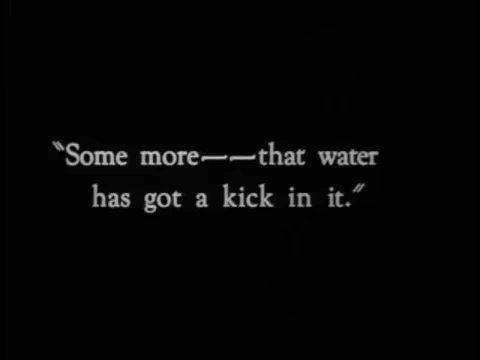 "Some more——that water
has got a kick in it."